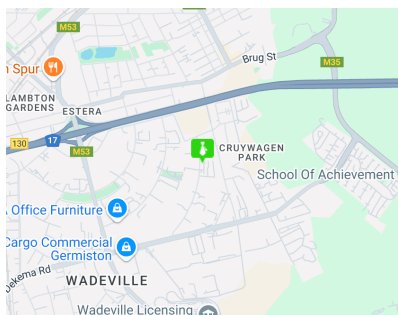 M53
Brug St
M35
n Spur
LAMBTON
GARDENS
ESTERA
130
17
M53
CRUYWAGEN
PARK
School Of Achievement
Office Furniture
Cargo Commercial
Germiston
Dekema Rd
WADEVILLE
Wadeville Licensing